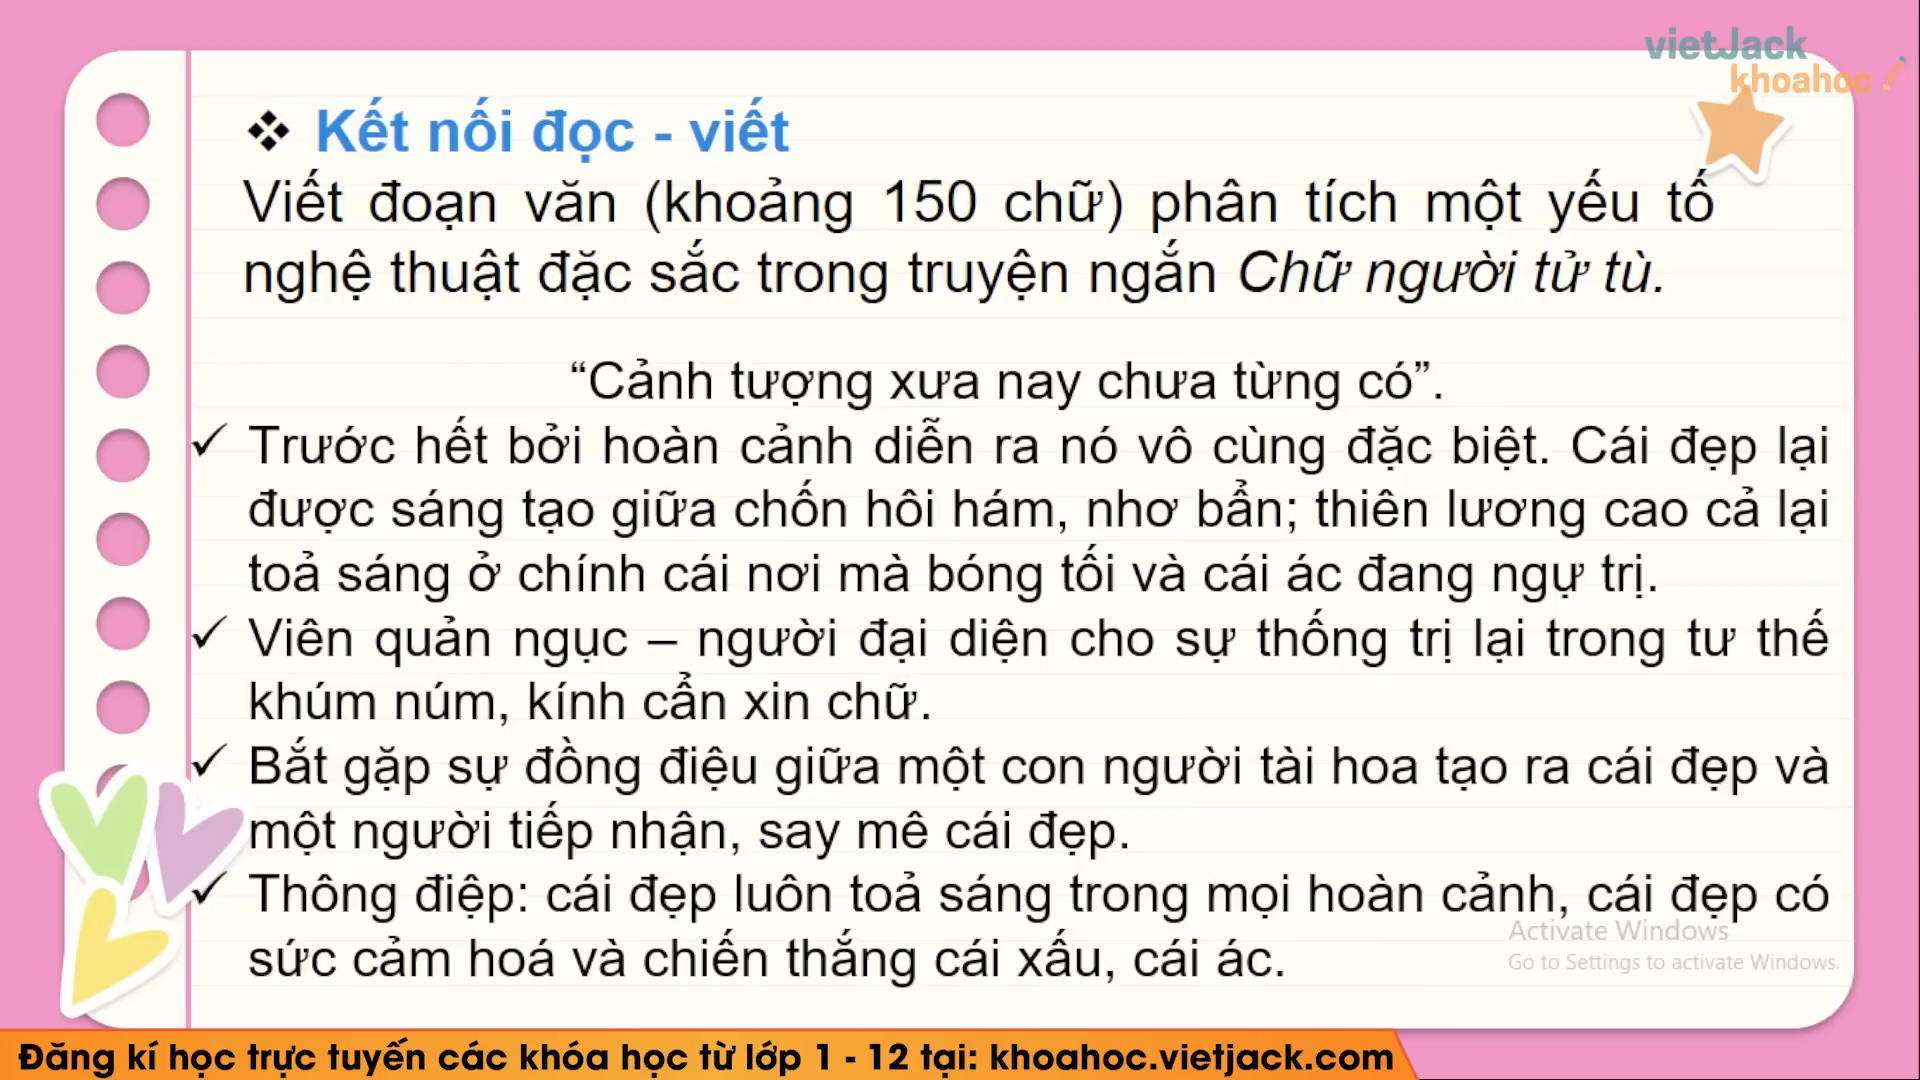 vietJack
khoahoc
❖ Kết nối đọc - viết
Viết đoạn văn (khoảng 150 chữ) phân tích một yếu tố
nghệ thuật đặc sắc trong truyện ngắn Chữ người tử tù.
“Cảnh tượng xưa nay chưa từng có”.
✓ Trước hết bởi hoàn cảnh diễn ra nó vô cùng đặc biệt. Cái đẹp lại
được sáng tạo giữa chốn hôi hám, nhơ bẩn; thiên lương cao cả lại
toả sáng ở chính cái nơi mà bóng tối và cái ác đang ngự trị.
✓ Viên quản ngục – người đại diện cho sự thống trị lại trong tư thế
khúm núm, kính cẩn xin chữ.
✓ Bắt gặp sự đồng điệu giữa một con người tài hoa tạo ra cái đẹp và
một người tiếp nhận, say mê cái đẹp.
✓ Thông điệp: cái đẹp luôn toả sáng trong mọi hoàn cảnh, cái đẹp có
sức cảm hoá và chiến thắng cái xấu, cái ác.
Activate Windows
Go to Settings to activate Windows.
Đăng kí học trực tuyến các khóa học từ lớp 1 - 12 tại: khoahoc.vietjack.com